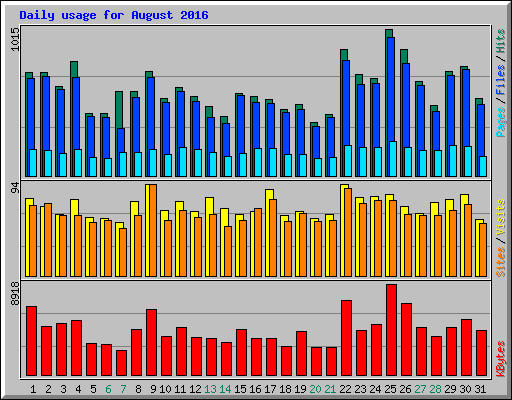 Daily usage for August 2016
1015
Pages / Files / Hits
94
Sites / Visits
8918
KBytes
1 2 3 4 5 6 7 8 9 10 11 12 13 14 15 16 17 18 19 20 21 22 23 24 25 26 27 28 29 30 31